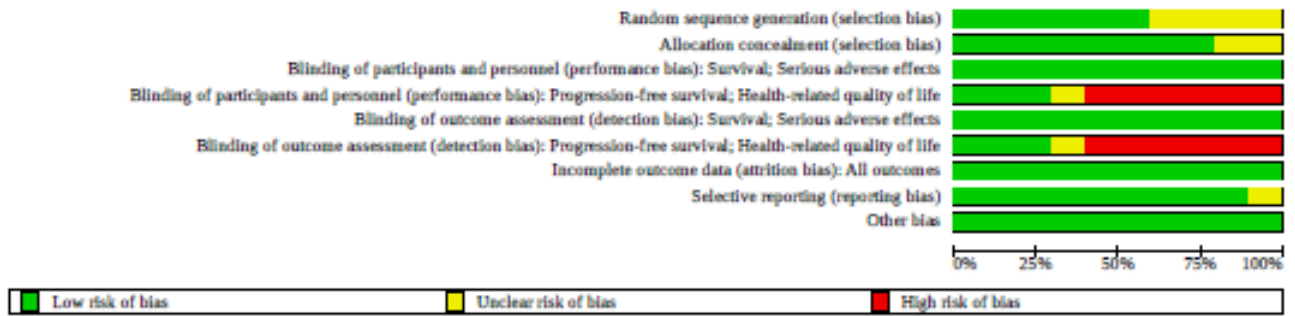 Random sequence generation (selection bias)
Allocation concealment (selection bias)
Blinding of participants and personnel (performance bias): Survival; Serious adverse effects
Blinding of participants and personnel (performance bias): Progression-free survival; Health-related quality of life
Blinding of outcome assessment (detection bias): Survival; Serious adverse effects
Blinding of outcome assessment (detection bias): Progression-free survival; Health-related quality of life
Incomplete outcome data (attrition bias): All outcomes
Selective reporting (reporting bias)
Other bias
0% 25% 50% 75% 100%
Low risk of bias Unclear risk of bias High risk of bias